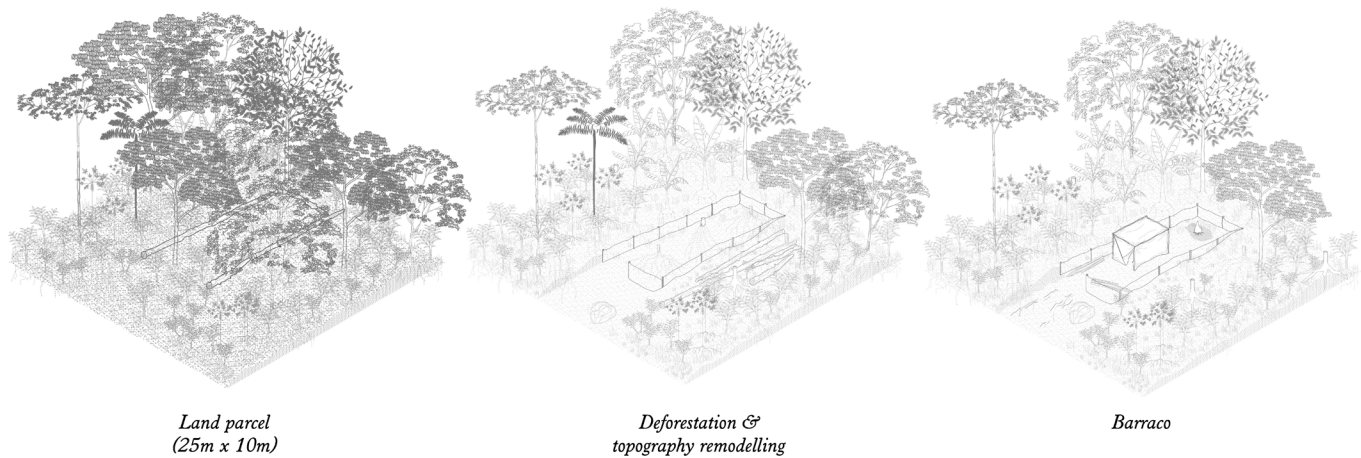 Land parcel
(25m x 10m)
Deforestation &
topography remodelling
Barraco